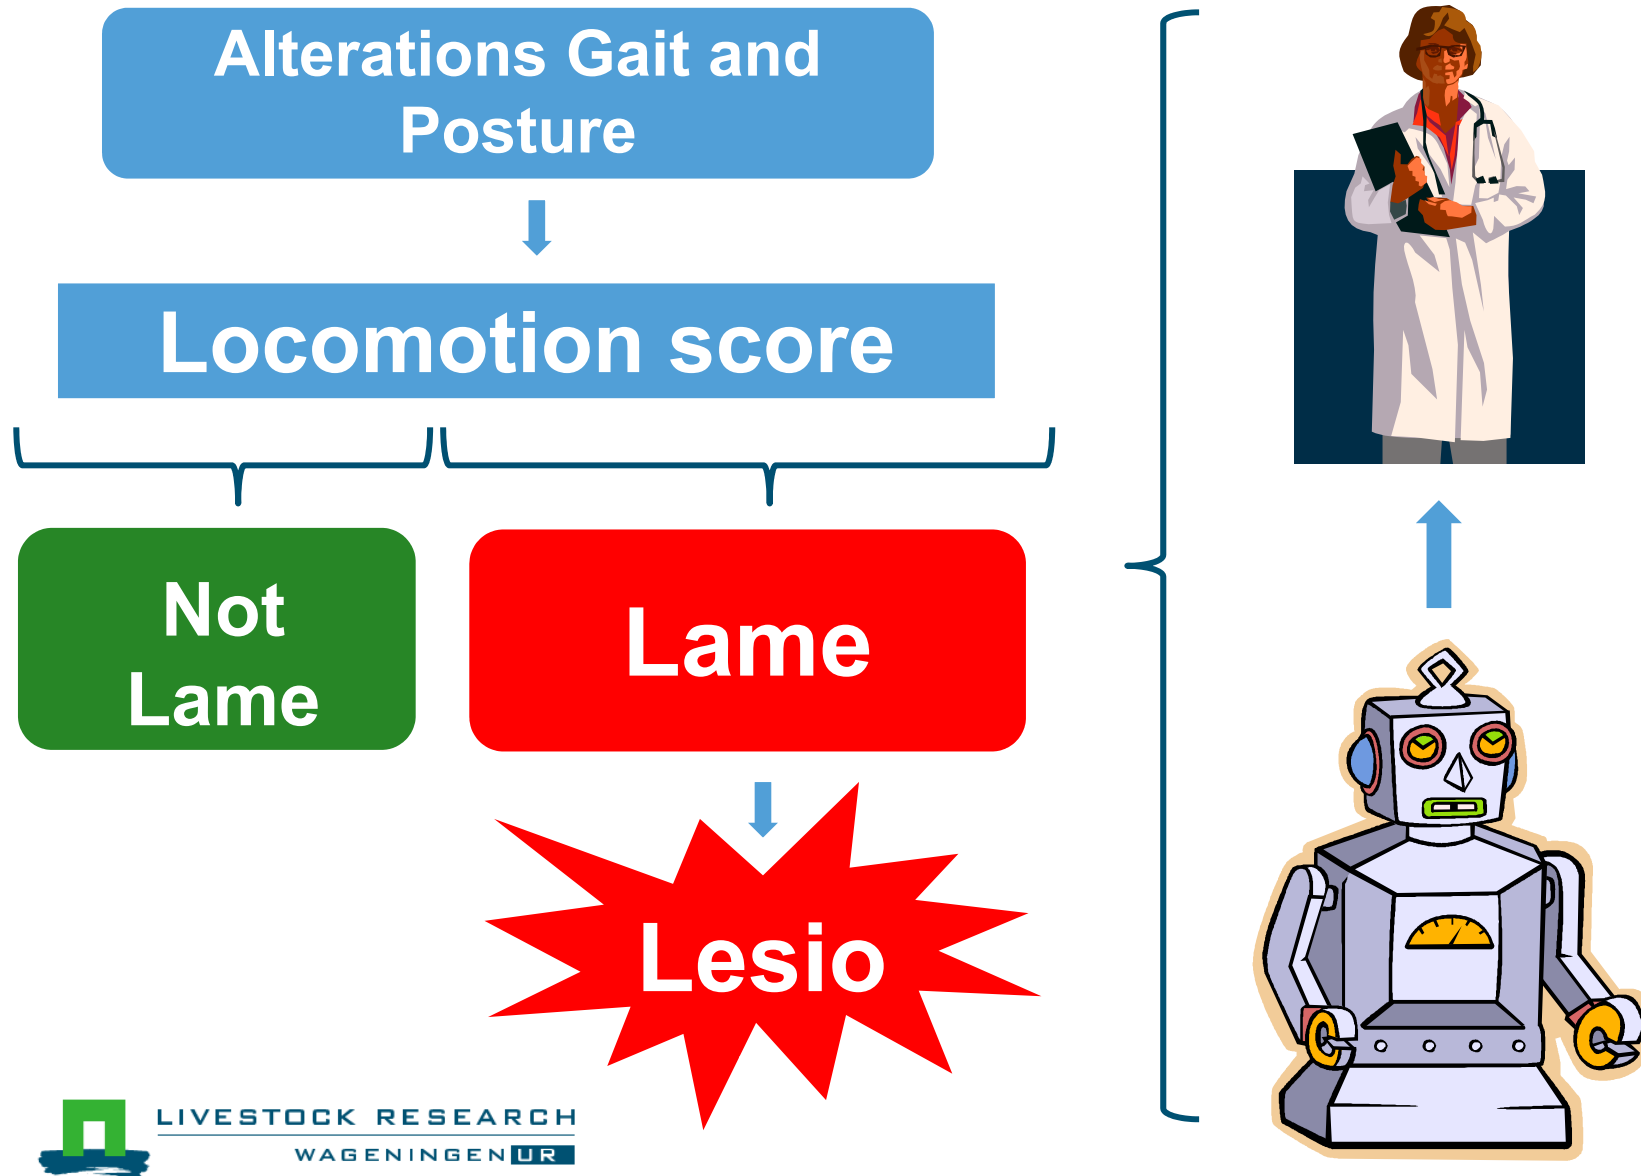 Alterations Gait and
Posture
Locomotion score
Not
Lame
Lame
Lesio
LIVESTOCK RESEARCH
WAGENINGEN UR